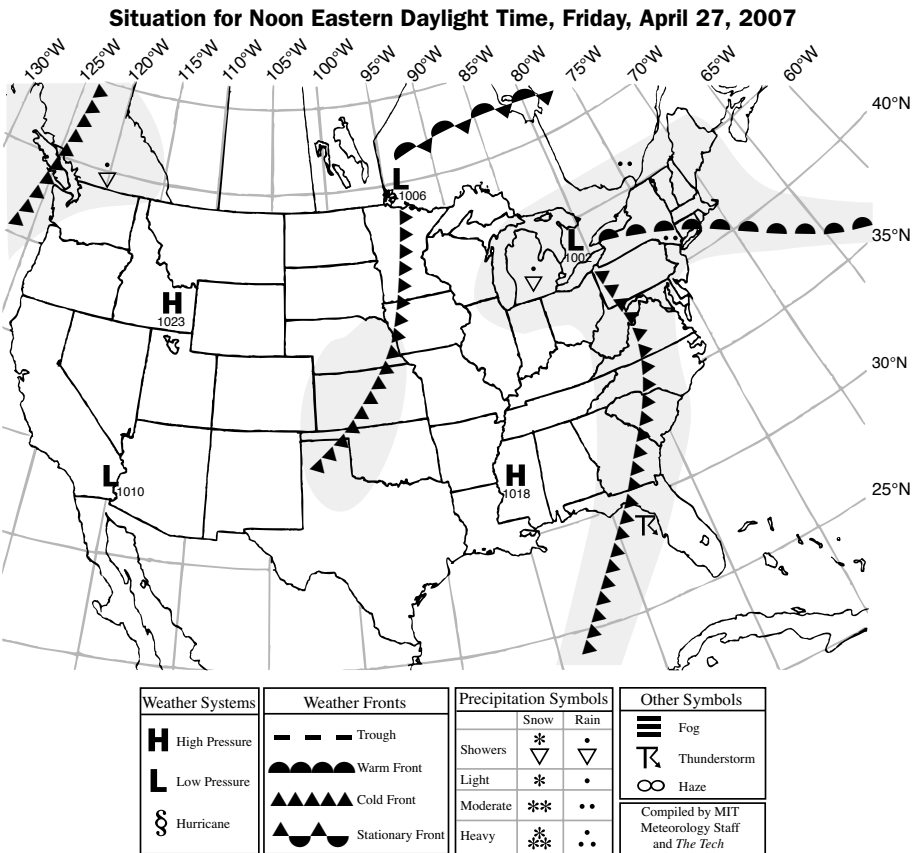 Situation for Noon Eastern Daylight Time, Friday, April 27, 2007
130°W 125°W 120°W 115°W 110°W 105°W 100°W 95°W 90°W 85°W 80°W 75°W 70°W 65°W 60°W
40°N
35°N
30°N
25°N
L
1006
L
1002
H
1023
H
1018
L
1010
Weather Systems
H High Pressure
L Low Pressure
Hurricane
Weather Fronts
Trough
Warm Front
Cold Front
Stationary Front
Precipitation Symbols
Snow Rain
Showers
Light
Moderate
Heavy
Other Symbols
Fog
Thunderstorm
Haze
Compiled by MIT
Meteorology Staff
and The Tech